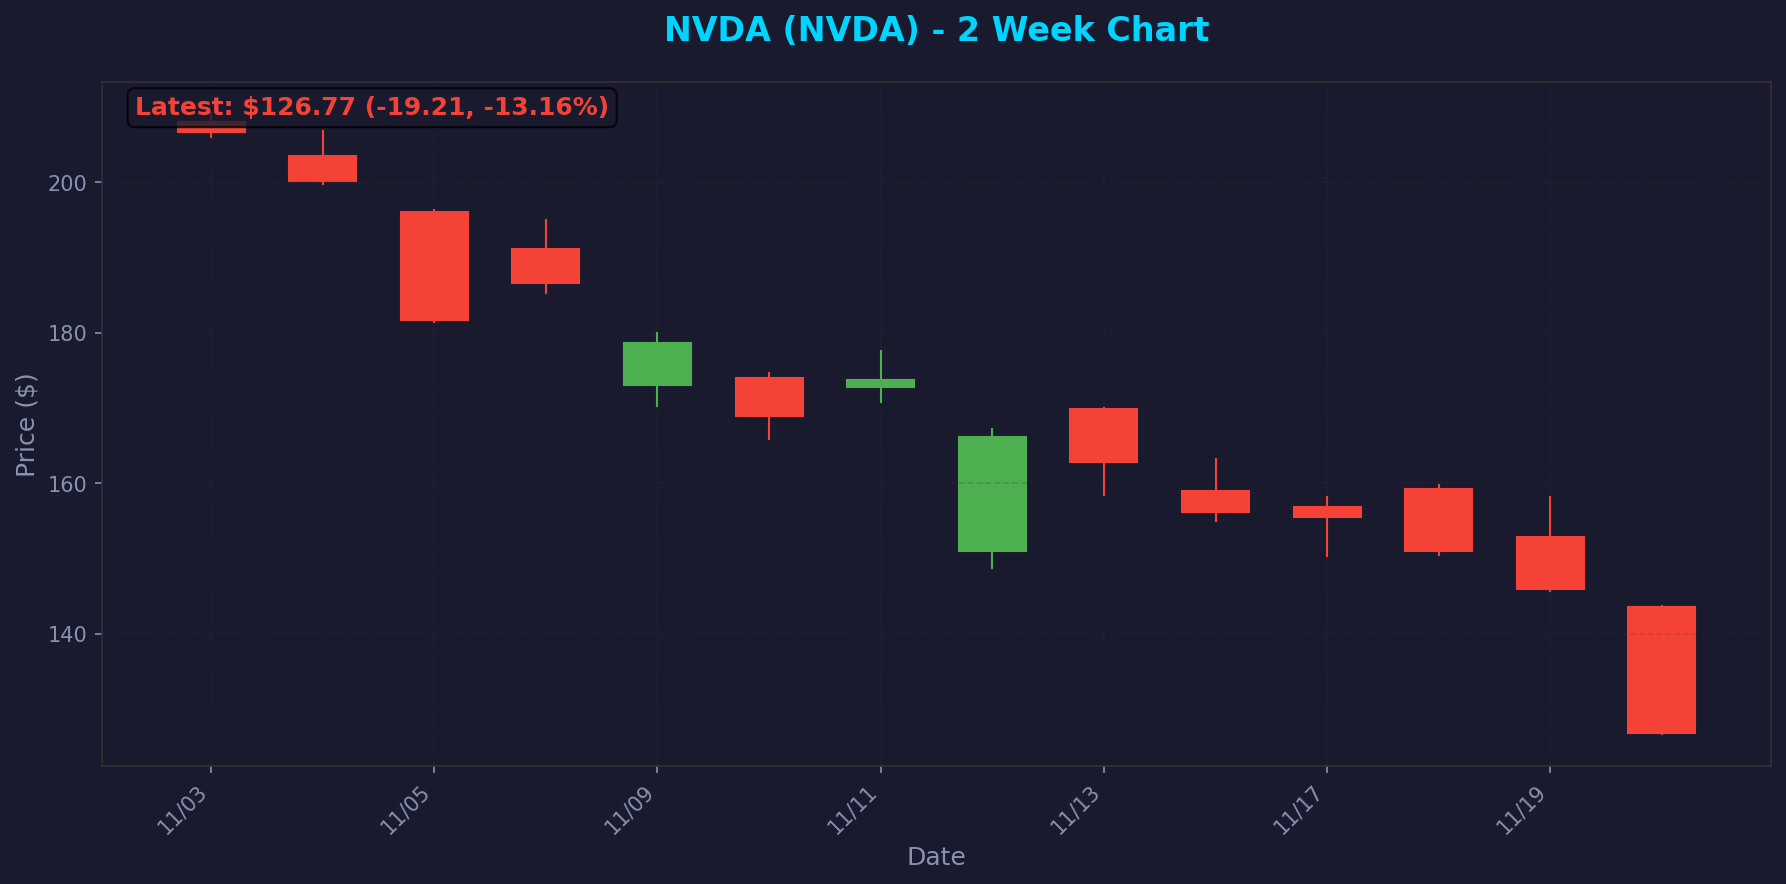 NVDA (NVDA) - 2 Week Chart
Latest: $126.77 (-19.21, -13.16%)
200
180
160
140
Price ($)
11/03
11/05
11/09
11/11
11/13
11/17
11/19
Date